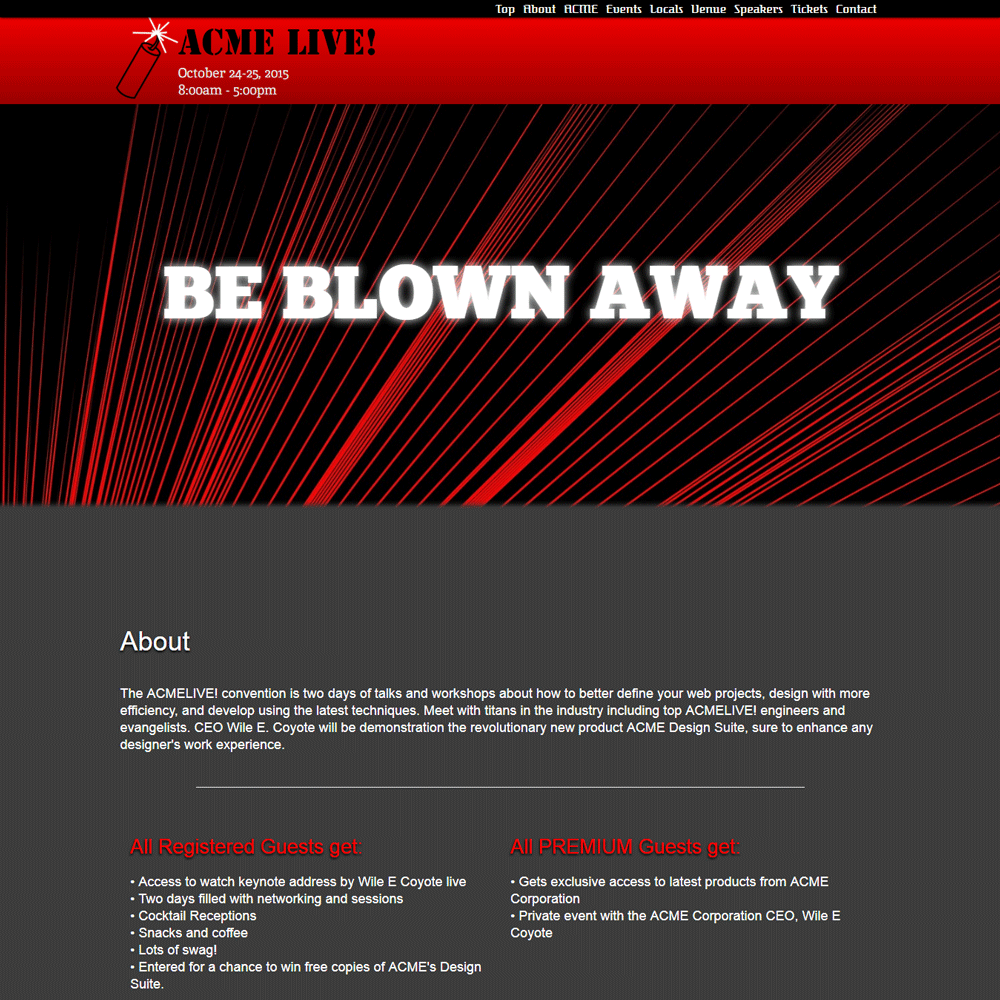 Top About ACME Events Locals Venue Speakers Tickets Contact
ACME LIVE!
October 24-25, 2015
8:00am - 5:00pm
BE BLOWN AWAY
About
The ACMELIVE! convention is two days of talks and workshops about how to better define your web projects, design with more
efficiency, and develop using the latest techniques. Meet with titans in the industry including top ACMELIVE! engineers and
evangelists. CEO Wile E. Coyote will be demonstration the revolutionary new product ACME Design Suite, sure to enhance any
designer's work experience.
All Registered Guests get:
• Access to watch keynote address by Wile E Coyote live
• Two days filled with networking and sessions
• Cocktail Receptions
• Snacks and coffee
• Lots of swag!
• Entered for a chance to win free copies of ACME's Design
Suite.
All PREMIUM Guests get:
• Gets exclusive access to latest products from ACME
Corporation
• Private event with the ACME Corporation CEO, Wile E
Coyote